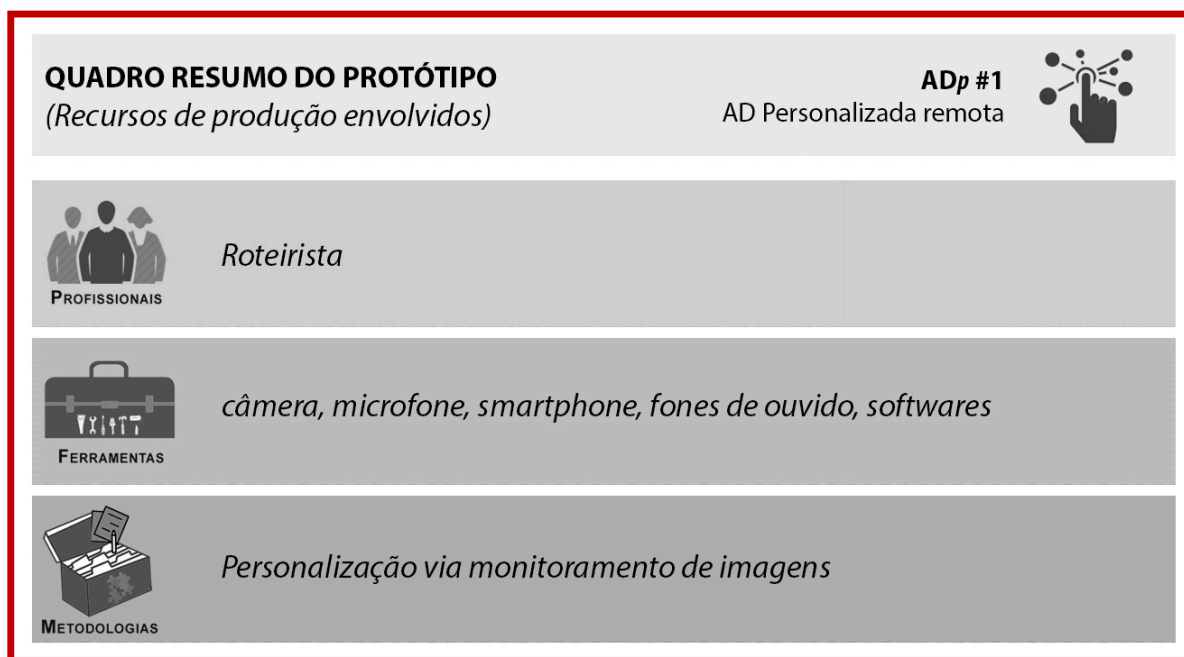 QUADRO RESUMO DO PROTÓTIPO
(Recursos de produção envolvidos)
ADp #1
AD Personalizada remota
PROFISSIONAIS
Roteirista
FERRAMENTAS
câmera, microfone, smartphone, fones de ouvido, softwares
METODOLOGIAS
Personalização via monitoramento de imagens